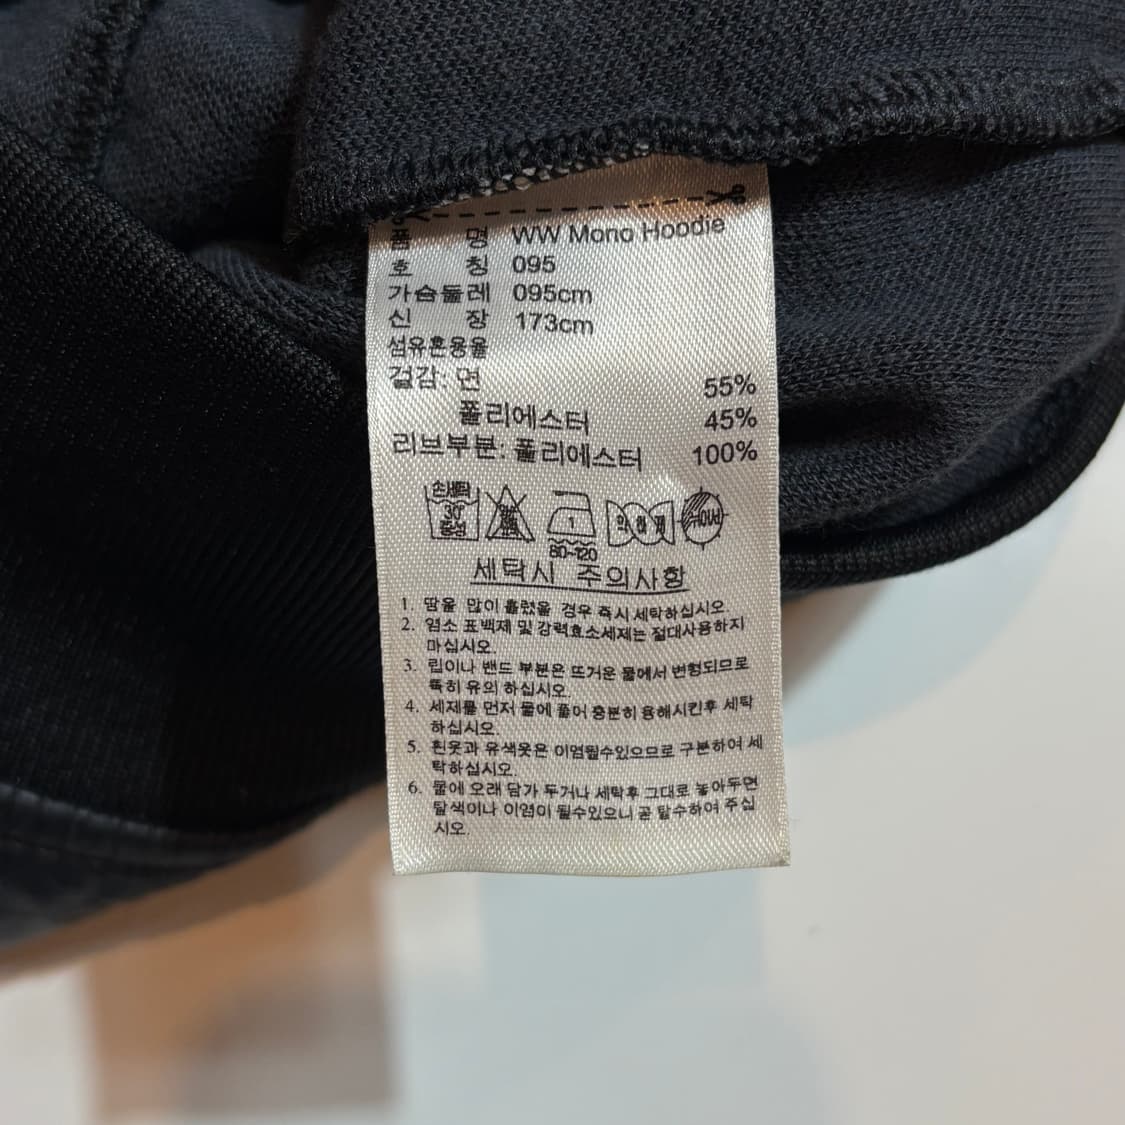 품 명 WW Mono Hoodie
호 칭 095
가슴둘레 095cm
신 장 173cm
섬유혼용율
겉감: 면 55%
폴리에스터 45%
리브부분: 폴리에스터 100%
손세탁 30° 중성 1
80-120
세탁시 주의사항
1. 땀을 많이 흘렸을 경우 즉시 세탁하십시오.
2. 염소 표백제 및 강력효소세제는 절대사용하지
마십시오.
3. 립이나 밴드 부분은 뜨거운 물에서 변형되므로
특히 유의 하십시오.
4. 세제를 먼저 물에 풀어 충분히 용해시킨후 세탁
하십시오.
5. 흰옷과 유색옷은 이염될수있으므로 구분하여 세
탁하십시오.
6. 물에 오래 담가 두거나 세탁후 그대로 놓아두면
탈색이나 이염이 될수있으니 곧 탈수하여 주십
시오.